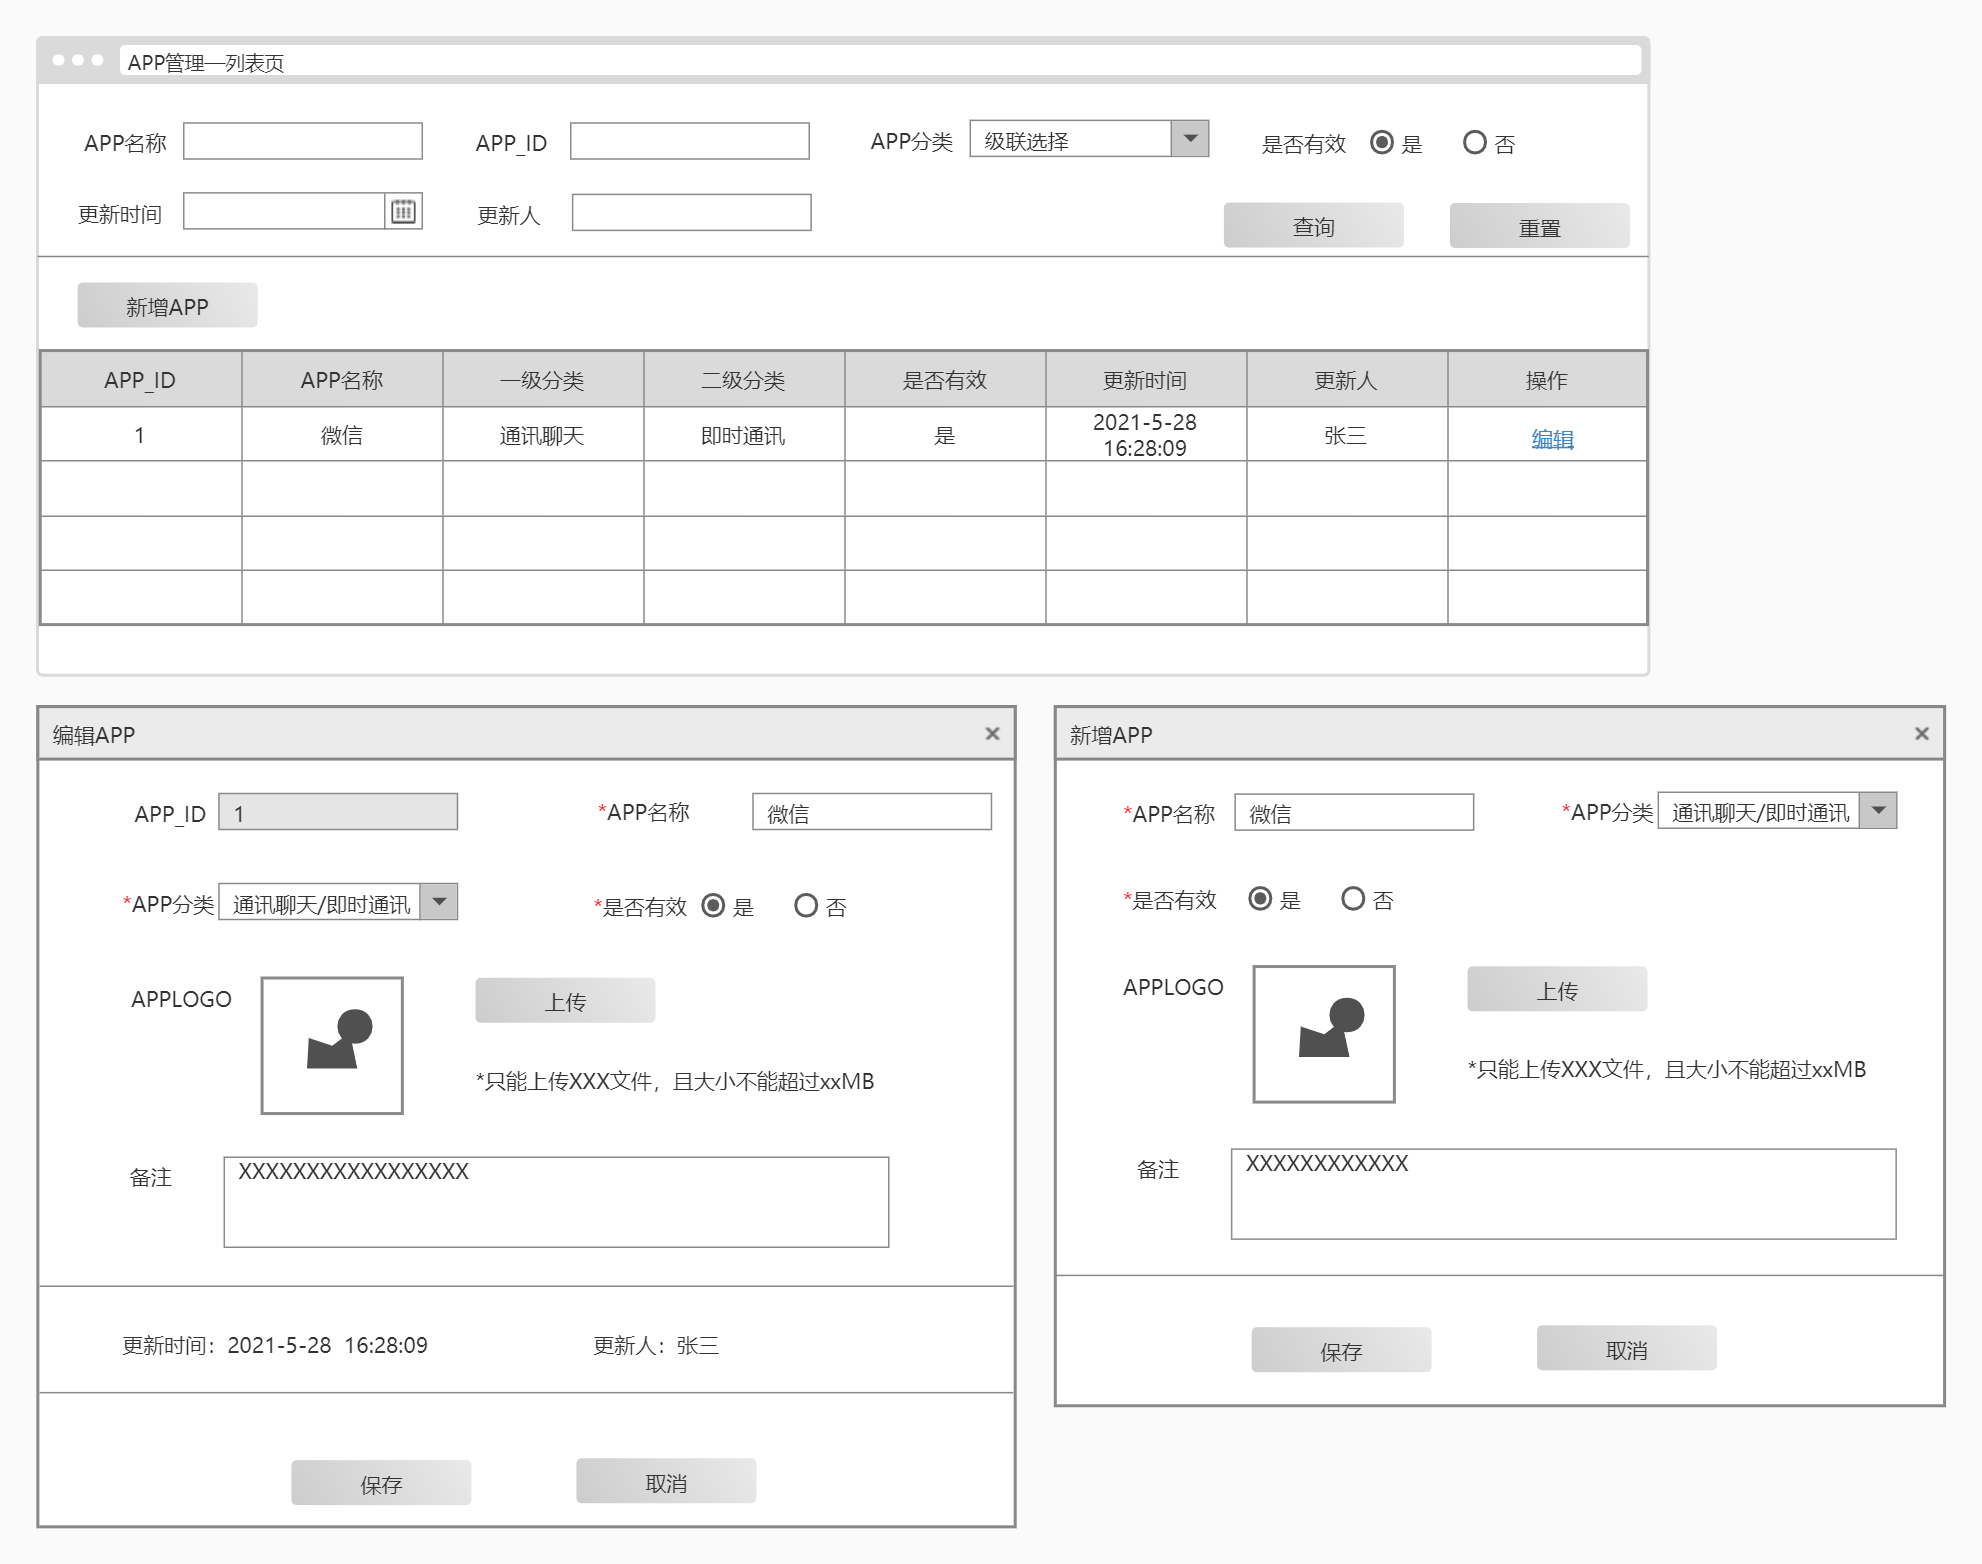 APP管理—列表页
APP名称 APP_ID APP分类 级联选择 是否有效 是 否
更新时间 更新人 查询 重置
新增APP
APP_ID APP名称 一级分类 二级分类 是否有效 更新时间 更新人 操作
1 微信 通讯聊天 即时通讯 是 2021-5-28 16:28:09 张三 编辑
编辑APP
APP_ID 1 *APP名称 微信
*APP分类 通讯聊天/即时通讯 *是否有效 是 否
APPLOGO 上传
*只能上传XXX文件，且大小不能超过xxMB
备注 XXXXXXXXXXXXXXXXX
更新时间：2021-5-28 16:28:09 更新人：张三
保存 取消
新增APP
*APP名称 微信 *APP分类 通讯聊天/即时通讯
*是否有效 是 否
APPLOGO 上传
*只能上传XXX文件，且大小不能超过xxMB
备注 XXXXXXXXXXXX
保存 取消